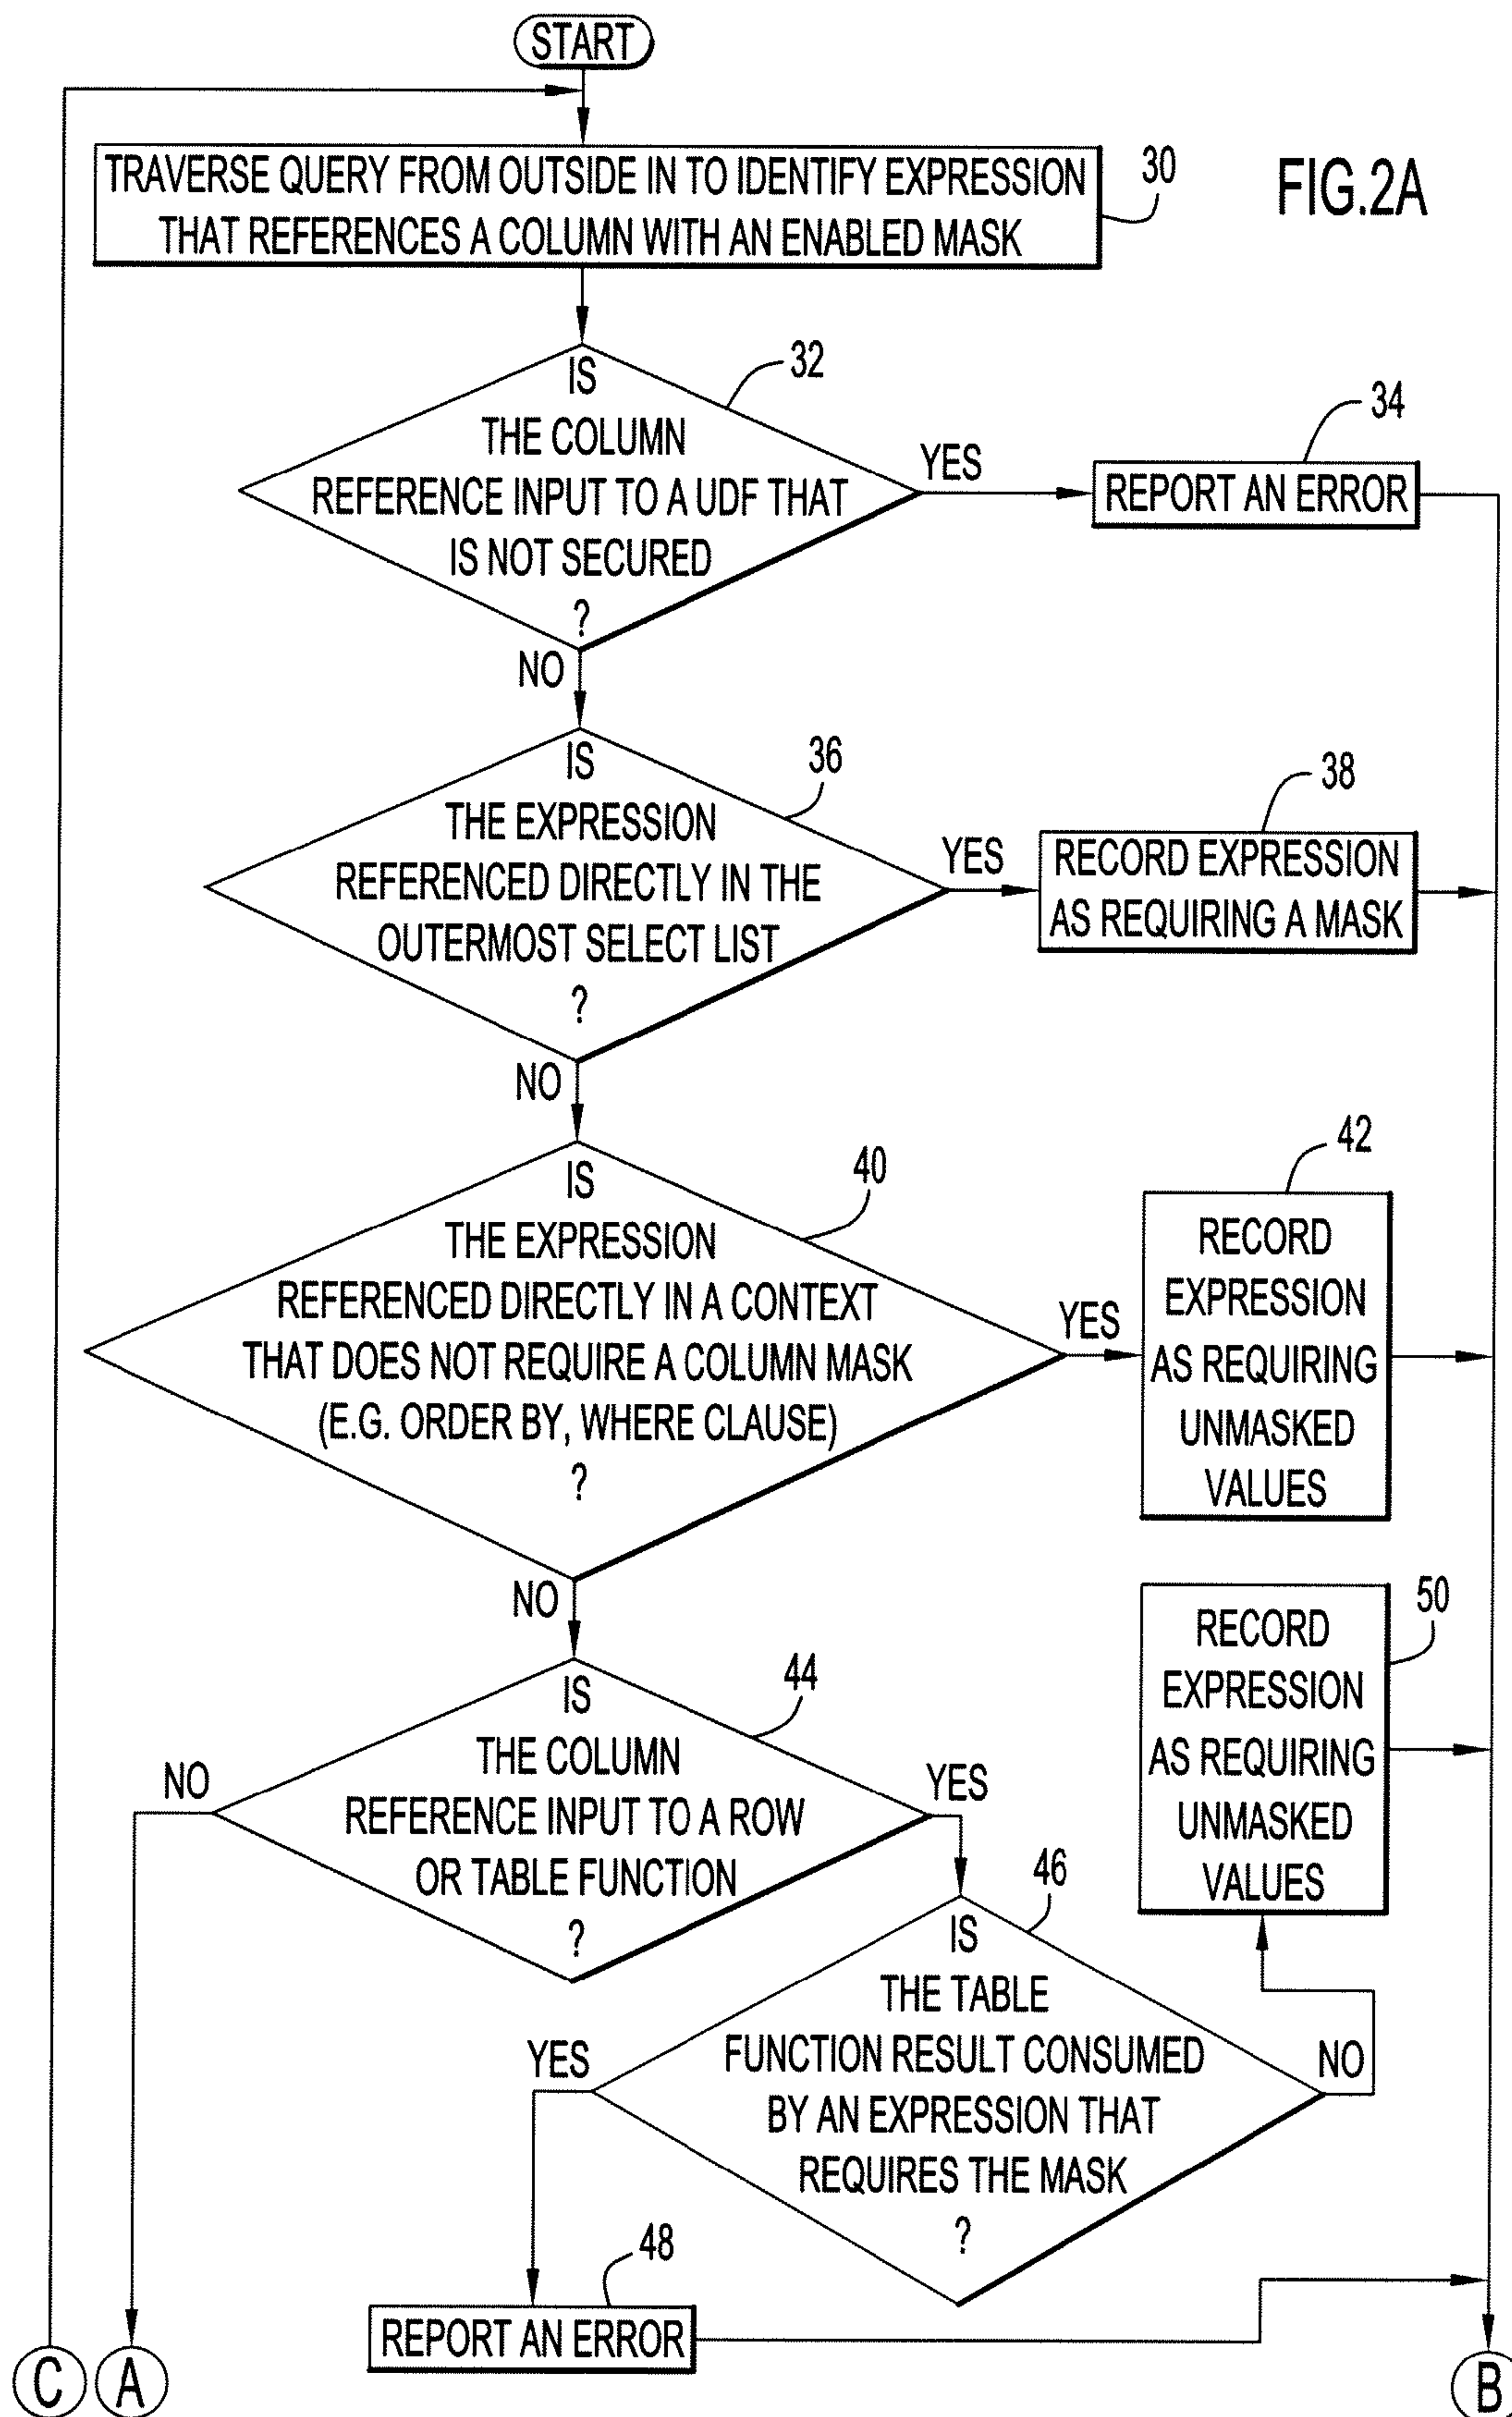 START
TRAVERSE QUERY FROM OUTSIDE IN TO IDENTIFY EXPRESSION
THAT REFERENCES A COLUMN WITH AN ENABLED MASK
30
FIG.2A
IS
THE COLUMN
REFERENCE INPUT TO A UDF THAT
IS NOT SECURED
?
32
YES
34
REPORT AN ERROR
NO
IS
THE EXPRESSION
REFERENCED DIRECTLY IN THE
OUTERMOST SELECT LIST
?
36
YES
38
RECORD EXPRESSION
AS REQUIRING A MASK
NO
IS
THE EXPRESSION
REFERENCED DIRECTLY IN A CONTEXT
THAT DOES NOT REQUIRE A COLUMN MASK
(E.G. ORDER BY, WHERE CLAUSE)
?
40
YES
42
RECORD
EXPRESSION
AS REQUIRING
UNMASKED
VALUES
NO
IS
THE COLUMN
REFERENCE INPUT TO A ROW
OR TABLE FUNCTION
?
44
NO
YES
50
RECORD
EXPRESSION
AS REQUIRING
UNMASKED
VALUES
46
IS
THE TABLE
FUNCTION RESULT CONSUMED
BY AN EXPRESSION THAT
REQUIRES THE MASK
?
YES
NO
48
REPORT AN ERROR
C
A
B